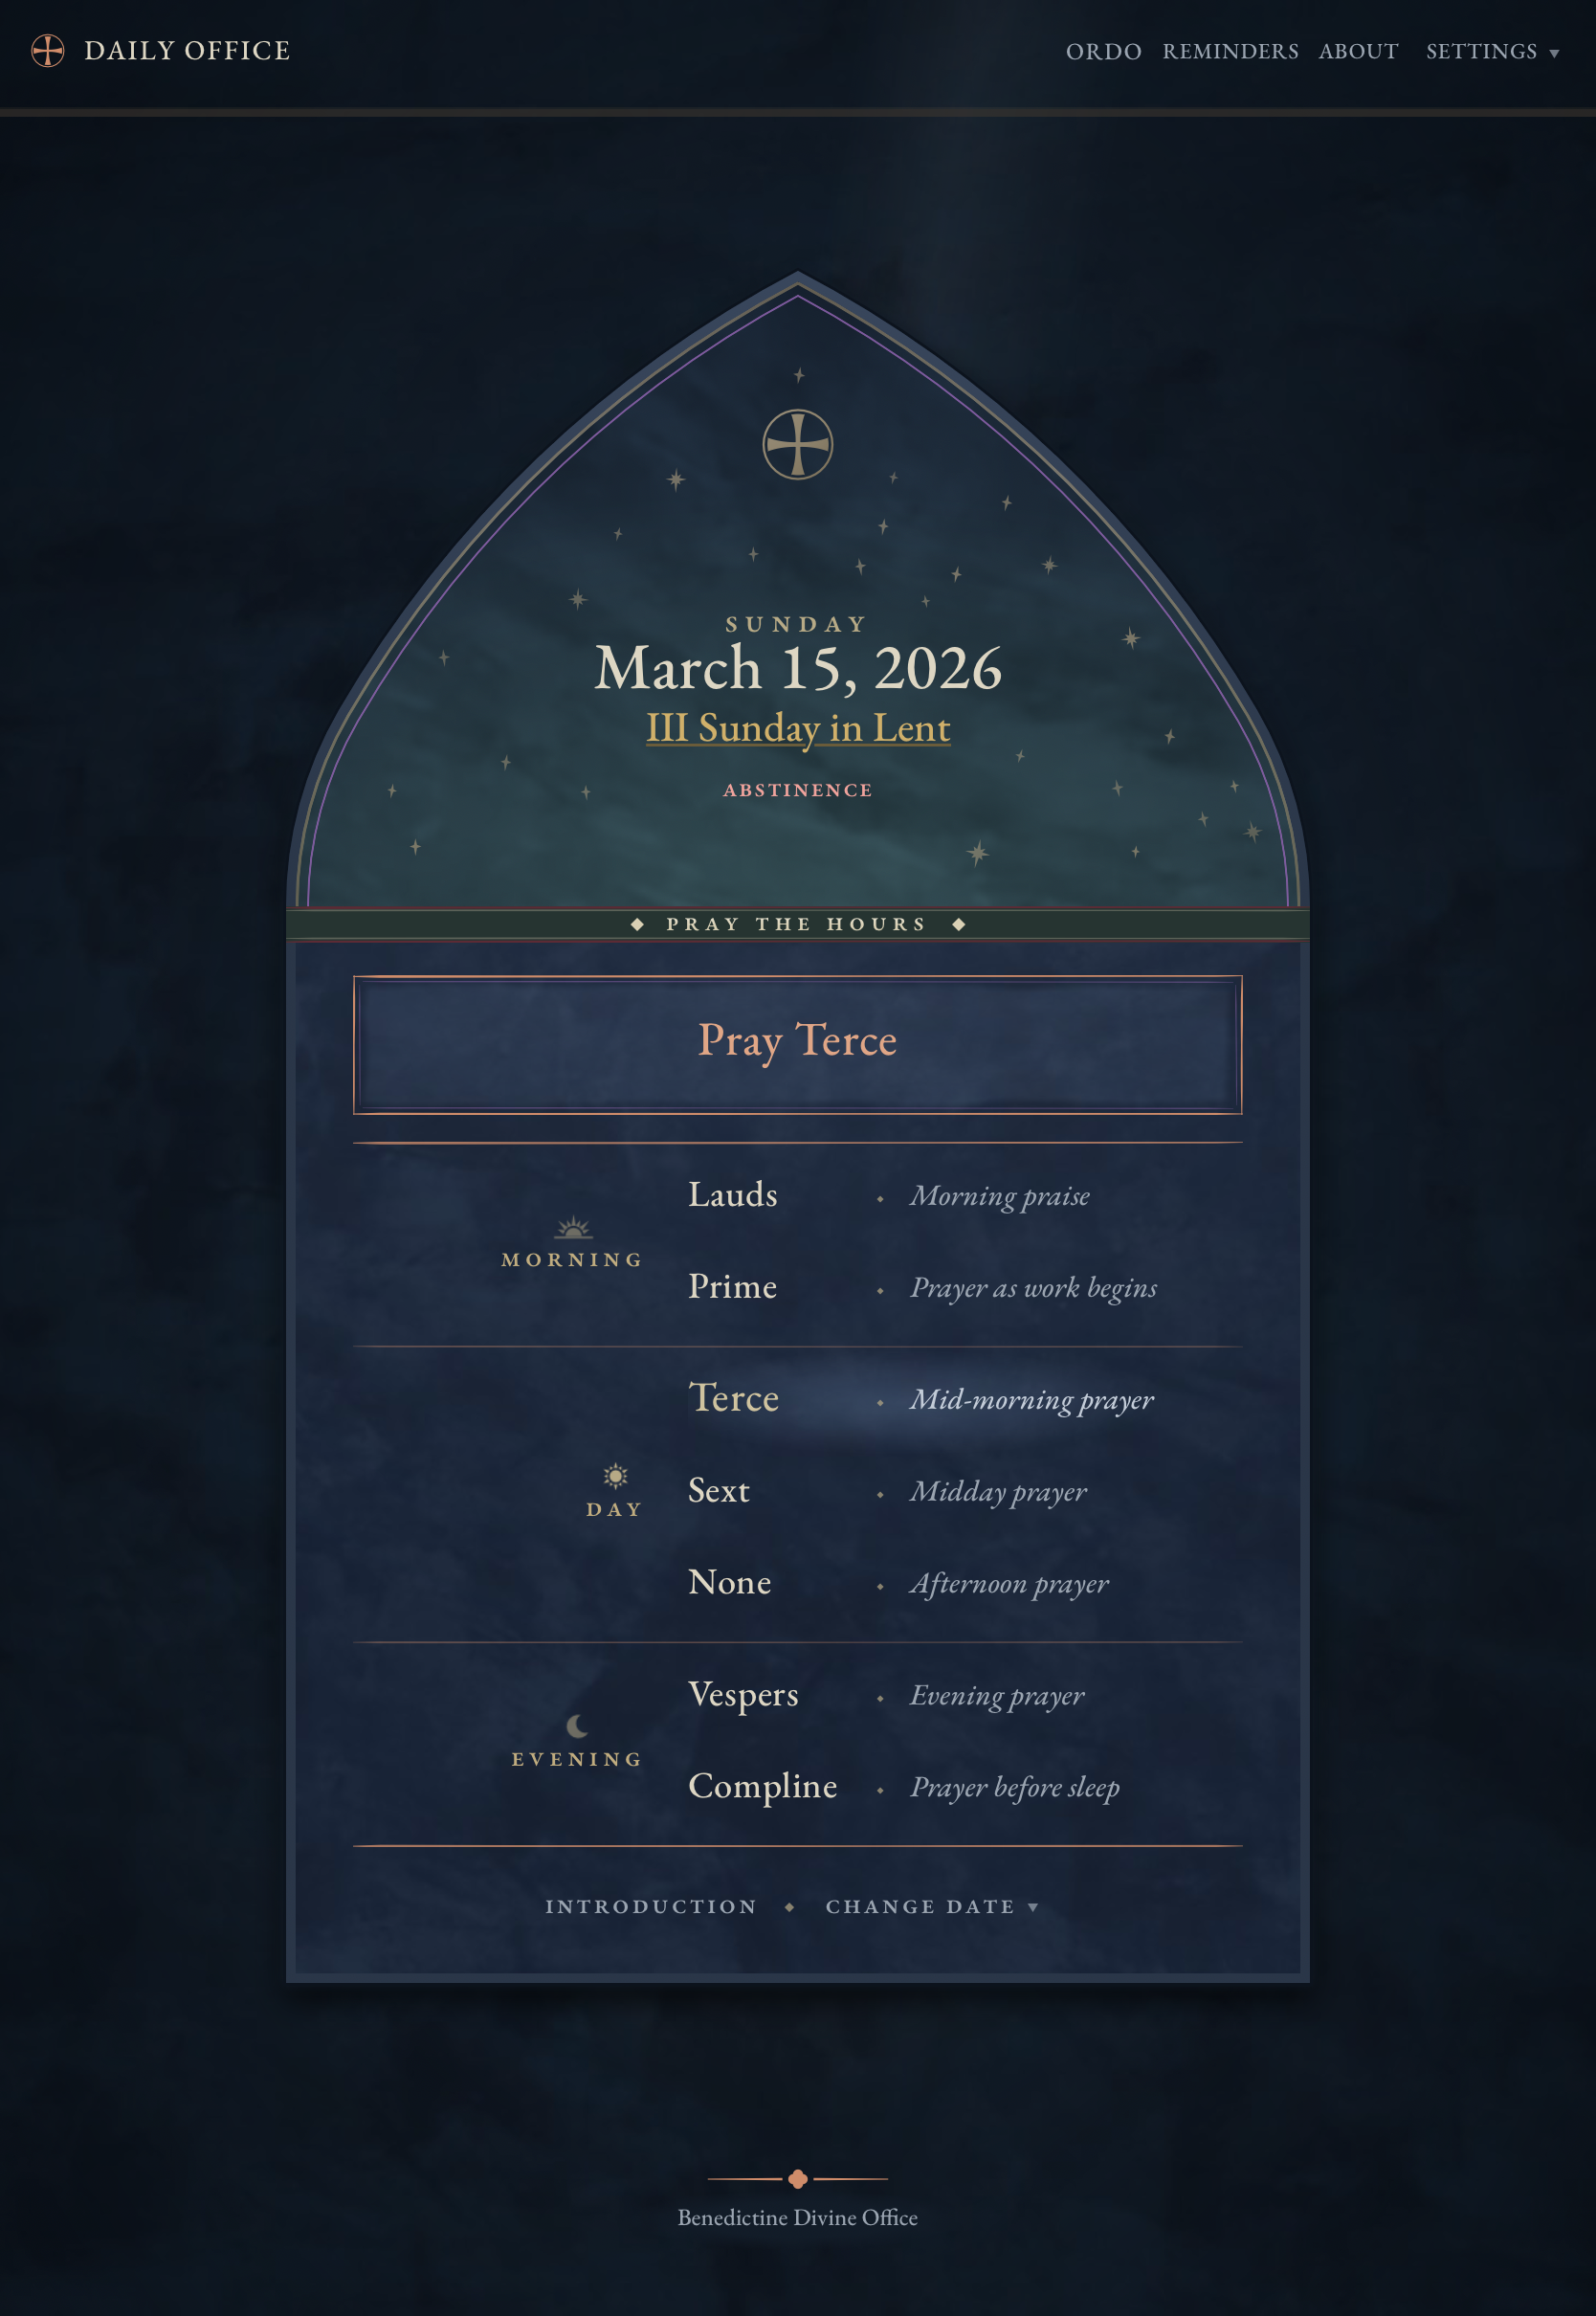 DAILY OFFICE
ORDO REMINDERS ABOUT SETTINGS ▼
SUNDAY
March 15, 2026
III Sunday in Lent
ABSTINENCE
◆ PRAY THE HOURS ◆
Pray Terce
MORNING
Lauds ◆ Morning praise
Prime ◆ Prayer as work begins
DAY
Terce ◆ Mid-morning prayer
Sext ◆ Midday prayer
None ◆ Afternoon prayer
EVENING
Vespers ◆ Evening prayer
Compline ◆ Prayer before sleep
INTRODUCTION ◆ CHANGE DATE ▼
Benedictine Divine Office